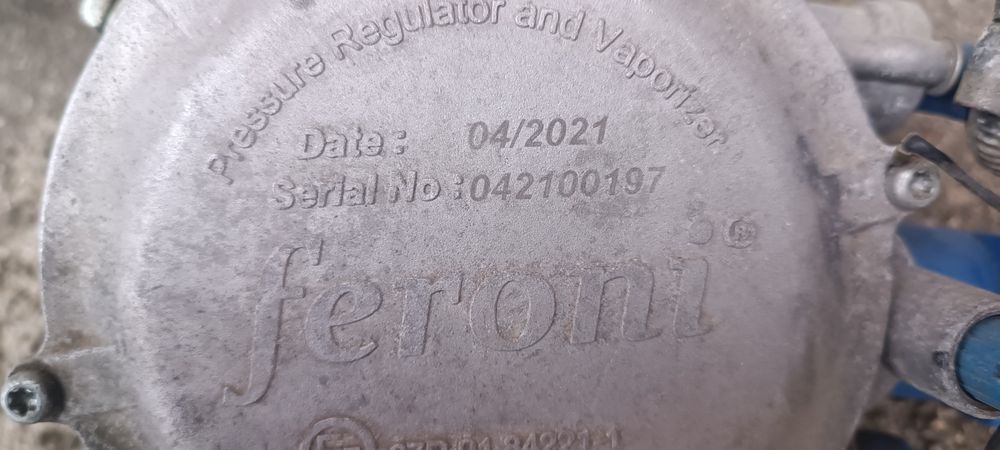 Pressure Regulator and Vaporizer
Date : 04/2021
Serial No : 042100197
feroni ®